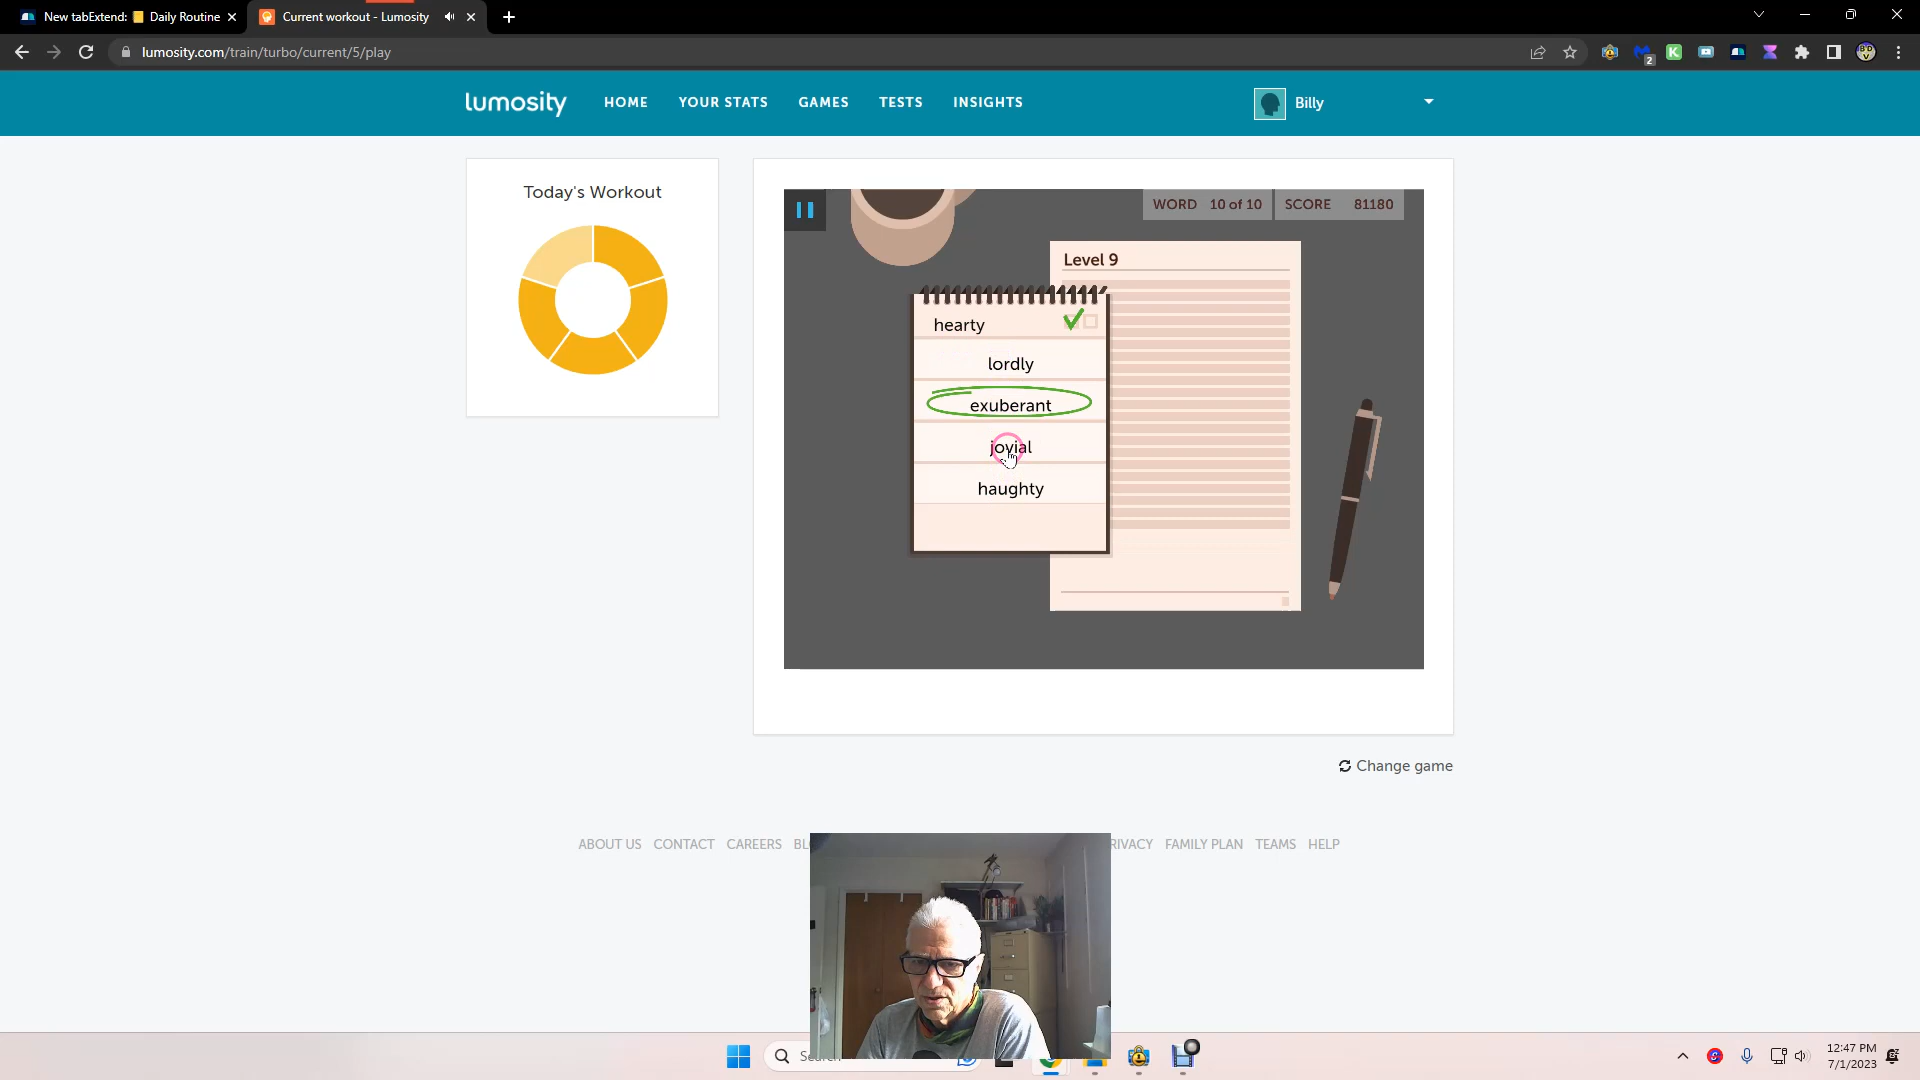 New tabExtend: Daily Routine
Current workout - Lumosity
lumosity.com/train/turbo/current/5/play
2
lumosity
HOME
YOUR STATS
GAMES
TESTS
INSIGHTS
Billy
Today's Workout
WORD 10 of 10
SCORE 81180
Level 9
hearty
lordly
exuberant
jovial
haughty
Change game
ABOUT US
CONTACT
CAREERS
FAMILY PLAN
TEAMS
HELP
12:47 PM
7/1/2023